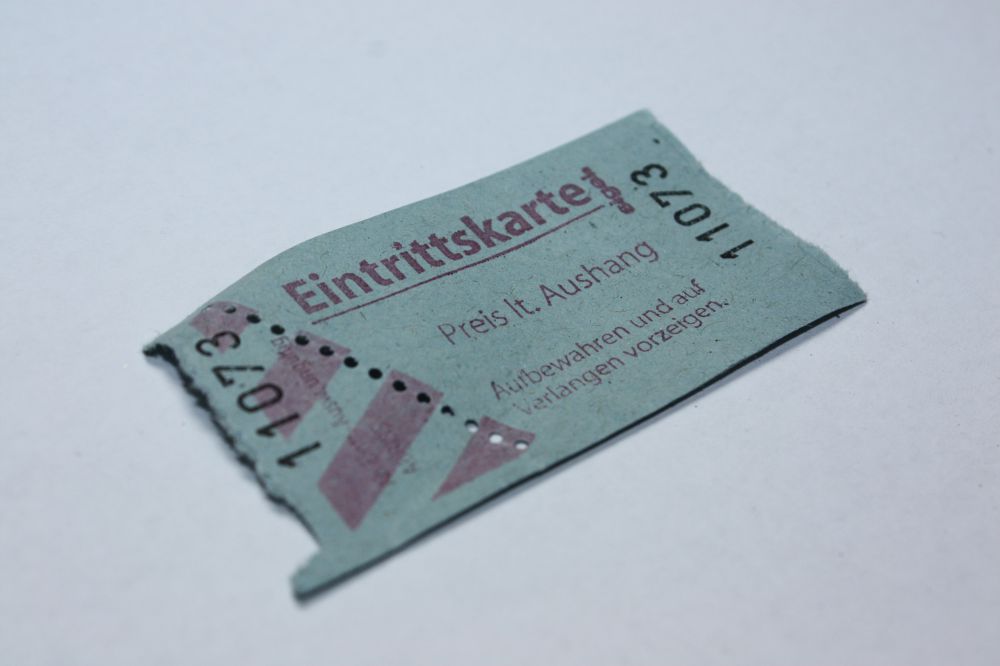 Eintrittskarte
Preis lt. Aushang
Aufbewahren und auf
Verlangen vorzeigen.
11073
11073